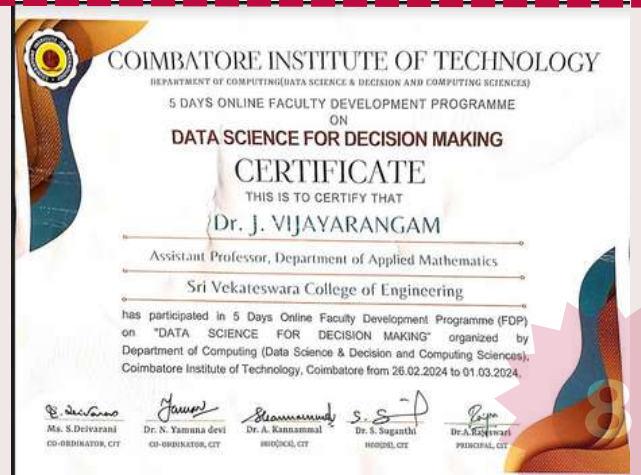 COIMBATORE INSTITUTE OF TECHNOLOGY
DEPARTMENT OF COMPUTING(DATA SCIENCE & DECISION AND COMPUTING SCIENCES)
5 DAYS ONLINE FACULTY DEVELOPMENT PROGRAMME
ON
DATA SCIENCE FOR DECISION MAKING
CERTIFICATE
THIS IS TO CERTIFY THAT
Dr. J. VIJAYARANGAM
Assistant Professor, Department of Applied Mathematics
Sri Vekateswara College of Engineering
has participated in 5 Days Online Faculty Development Programme (FDP)
on "DATA SCIENCE FOR DECISION MAKING" organized by
Department of Computing (Data Science & Decision and Computing Sciences),
Coimbatore Institute of Technology, Coimbatore from 26.02.2024 to 01.03.2024.
8
Ms. S.Deivarani Dr. N. Yamuna devi Dr. A. Kannammal Dr. S. Suganthi Dr.A.Rajeswari
CO-ORDINATOR, CIT CO-ORDINATOR, CIT HOD(DCS), CIT HOD(DS), CIT PRINCIPAL, CIT